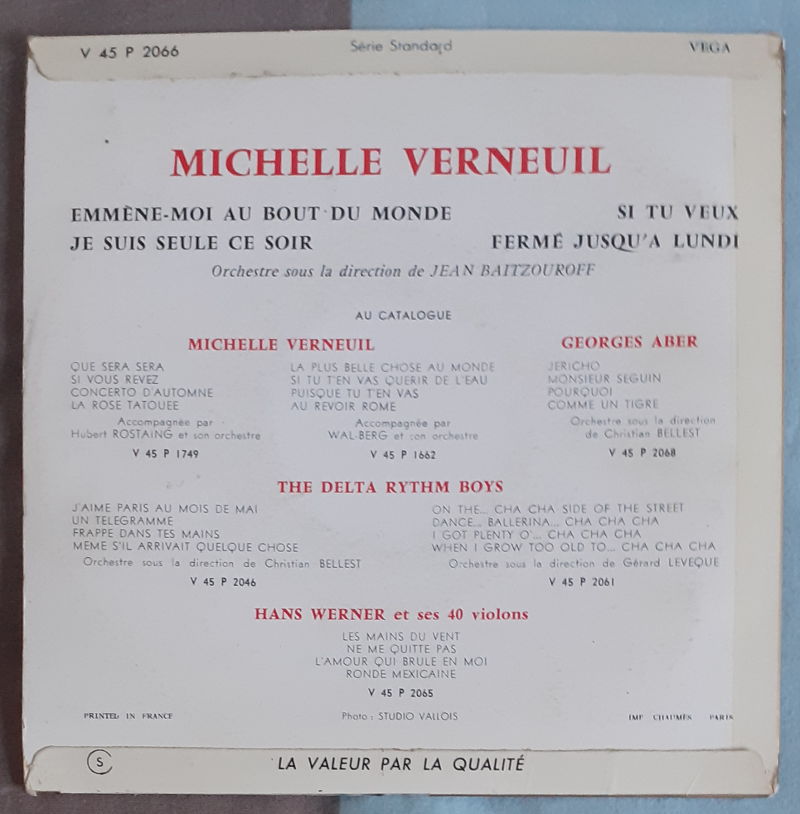 V 45 P 2066 Série Standard VEGA
MICHELLE VERNEUIL
EMMÈNE-MOI AU BOUT DU MONDE SI TU VEUX
JE SUIS SEULE CE SOIR FERMÉ JUSQU'A LUNDI
Orchestre sous la direction de JEAN BAITZOUROFF
AU CATALOGUE
MICHELLE VERNEUIL
QUE SERA SERA
SI VOUS REVEZ
CONCERTO D'AUTOMNE
LA ROSE TATOUEE
Accompagnée par
Hubert ROSTAING et son orchestre
V 45 P 1749
LA PLUS BELLE CHOSE AU MONDE
SI TU T'EN VAS QUERIR DE L'EAU
PUISQUE TU T'EN VAS
AU REVOIR ROME
Accompagnée par
WAL-BERG et son orchestre
V 45 P 1662
GEORGES ABER
JERICHO
MONSIEUR SEGUIN
POURQUOI
COMME UN TIGRE
Orchestre sous la direction
de Christian BELLEST
V 45 P 2068
THE DELTA RYTHM BOYS
J'AIME PARIS AU MOIS DE MAI
UN TELEGRAMME
FRAPPE DANS TES MAINS
MEME S'IL ARRIVAIT QUELQUE CHOSE
Orchestre sous la direction de Christian BELLEST
V 45 P 2046
ON THE... CHA CHA SIDE OF THE STREET
DANCE... BALLERINA... CHA CHA CHA
I GOT PLENTY O'... CHA CHA CHA
WHEN I GROW TOO OLD TO... CHA CHA CHA
Orchestre sous la direction de Gérard LEVEQUE
V 45 P 2061
HANS WERNER et ses 40 violons
LES MAINS DU VENT
NE ME QUITTE PAS
L'AMOUR QUI BRULE EN MOI
RONDE MEXICAINE
V 45 P 2065
PRINTED IN FRANCE Photo : STUDIO VALLOIS IMP CHAUMES PARIS
S LA VALEUR PAR LA QUALITÉ